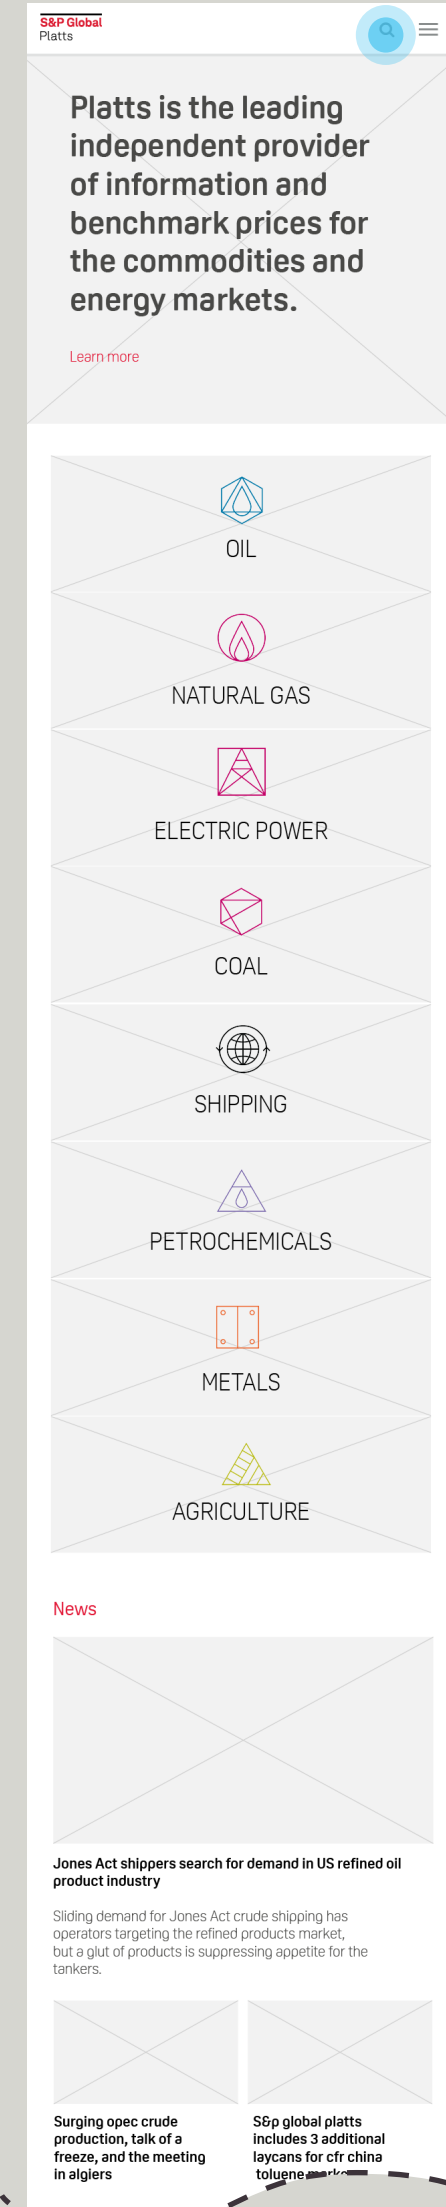 S&P Global
Platts
Platts is the leading
independent provider
of information and
benchmark prices for
the commodities and
energy markets.
Learn more
OIL
NATURAL GAS
ELECTRIC POWER
COAL
SHIPPING
PETROCHEMICALS
METALS
AGRICULTURE
News
Jones Act shippers search for demand in US refined oil
product industry
Sliding demand for Jones Act crude shipping has
operators targeting the refined products market,
but a glut of products is suppressing appetite for the
tankers.
Surging opec crude
production, talk of a
freeze, and the meeting
in algiers
S&p global platts
includes 3 additional
laycans for cfr china
toluene